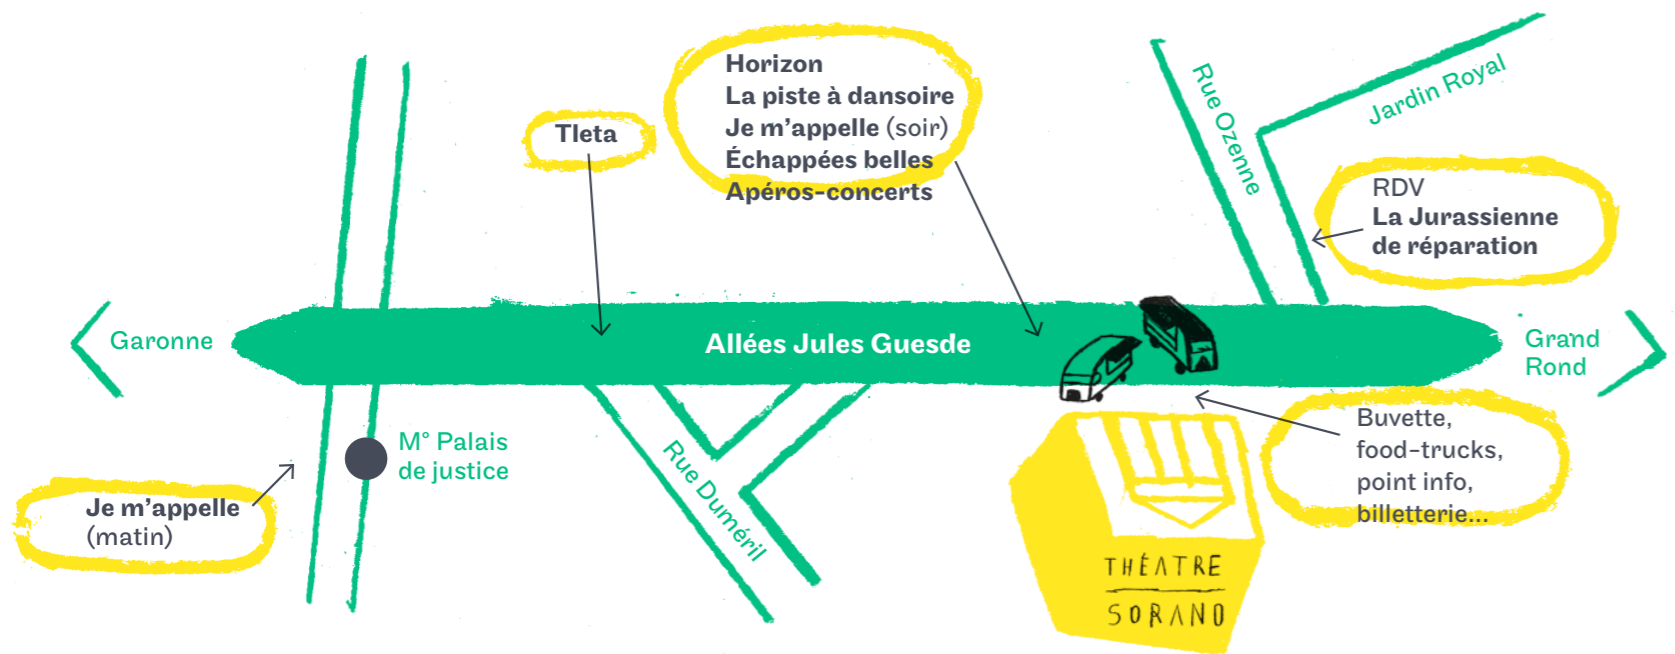 Horizon
La piste à dansoire
Je m’appelle (soir)
Échappées belles
Apéros-concerts
Tleta
Rue Ozenne
Jardin Royal
RDV
La Jurassienne
de réparation
Garonne
Allées Jules Guesde
Grand
Rond
M° Palais
de justice
Rue Duméril
Buvette,
food-trucks,
point info,
billetterie...
Je m’appelle
(matin)
THÉATRE
SORANO